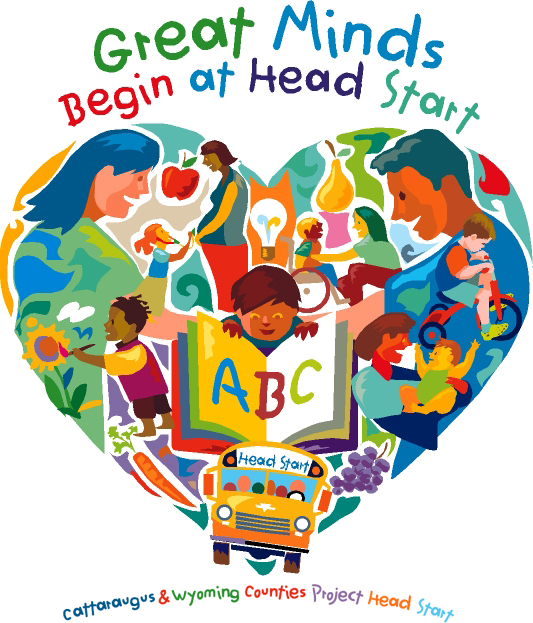 Great Minds
Begin at Head Start
ABC
Head Start
Cattaraugus & Wyoming Counties Project Head Start